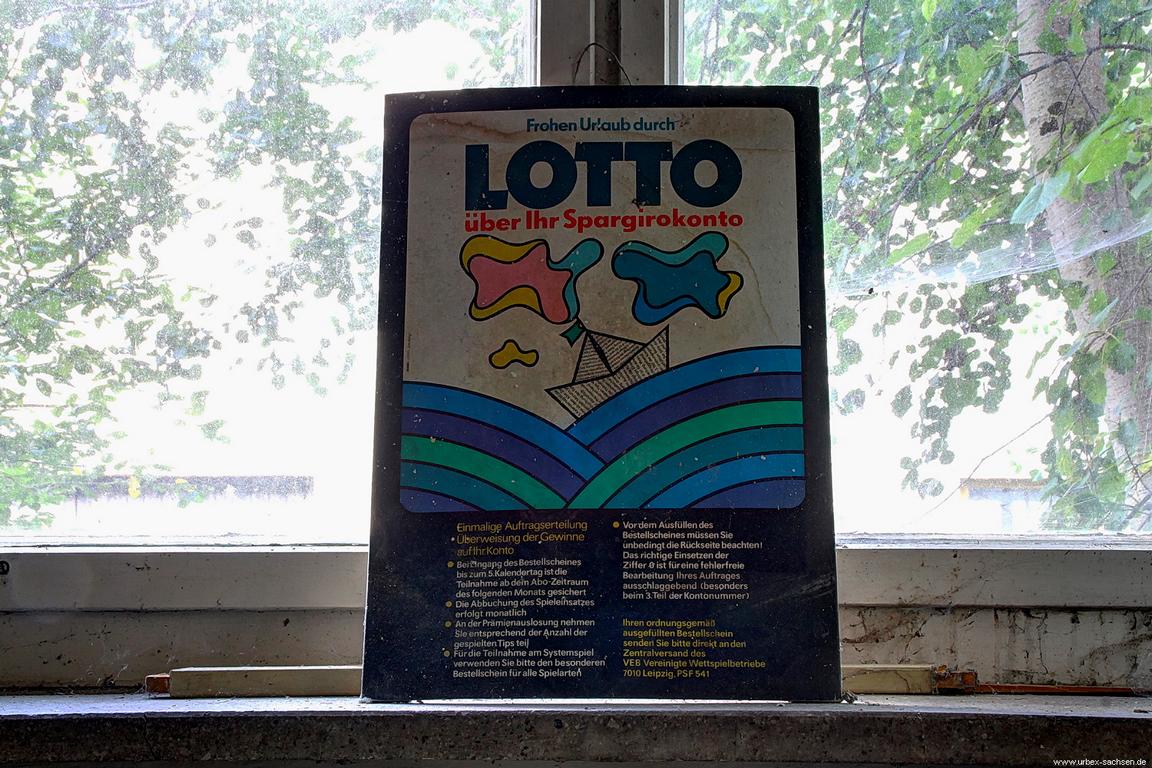 Frohen Urlaub durch
LOTTO
über Ihr Spargirokonto
Einmalige Auftragserteilung
Überweisung der Gewinne
auf Ihr Konto
Bei Eingang des Bestellscheines
bis zum 5. Kalendertag ist die
Teilnahme ab dem Abo-Zeitraum
des folgenden Monats gesichert
Die Abbuchung des Spieleinsatzes
erfolgt monatlich
An der Prämienauslosung nehmen
Sie entsprechend der Anzahl der
gespielten Tips teil
Für die Teilnahme am Systemspiel
verwenden Sie bitte den besonderen
Bestellschein für alle Spielarten
Vor dem Ausfüllen des
Bestellscheines müssen Sie
unbedingt die Rückseite beachten!
Das richtige Einsetzen der
Ziffer 0 ist für eine fehlerfreie
Bearbeitung Ihres Auftrages
ausschlaggebend (besonders
beim 3. Teil der Kontonummer)
Ihren ordnungsgemäß
ausgefüllten Bestellschein
senden Sie bitte direkt an den
Zentralversand des
VEB Vereinigte Wettspielbetriebe
7010 Leipzig, PSF 541
www.urbex-sachsen.de